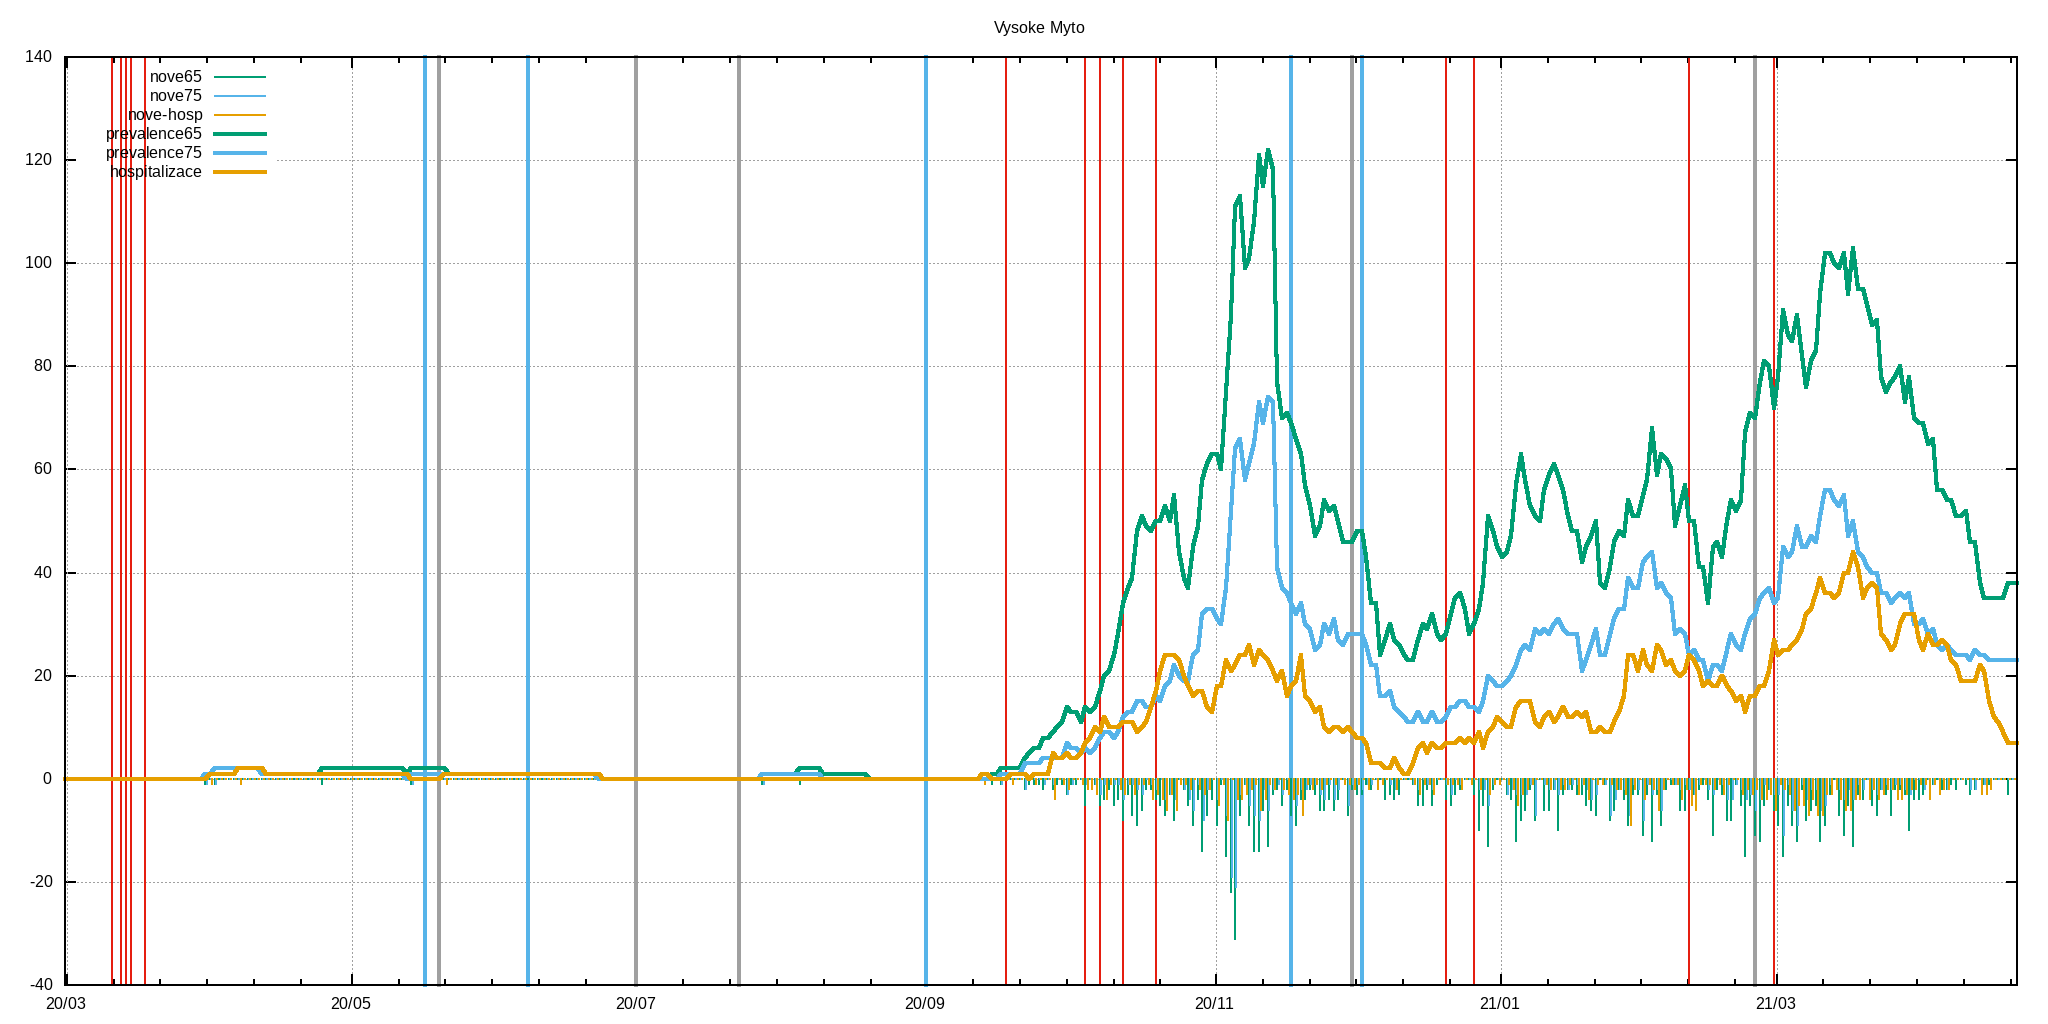 Vysoke Myto
140
120
100
80
60
40
20
0
-20
-40
nove65
nove75
nove-hosp
prevalence65
prevalence75
hospitalizace
20/03 20/05 20/07 20/09 20/11 21/01 21/03